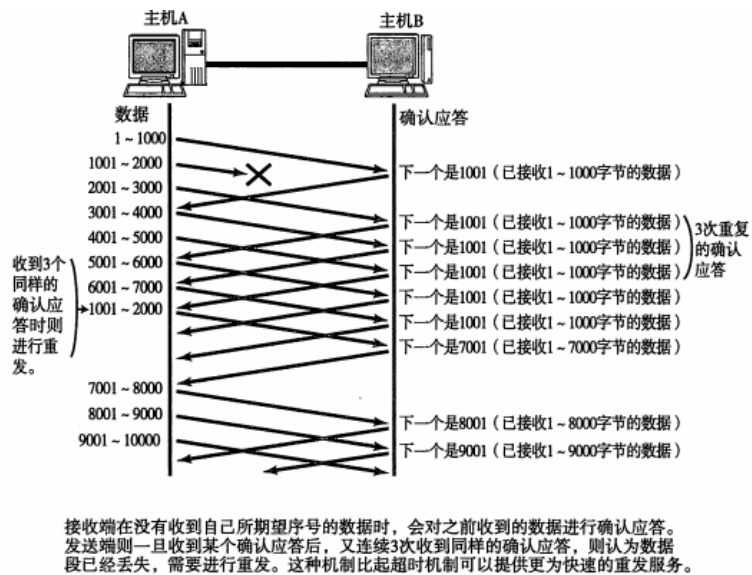 主机A
主机B
数据
确认应答
1~1000
1001~2000
下一个是1001（已接收1~1000字节的数据）
2001~3000
3001~4000
下一个是1001（已接收1~1000字节的数据）
4001~5000
下一个是1001（已接收1~1000字节的数据）
5001~6000
下一个是1001（已接收1~1000字节的数据）
3次重复
的确认
应答
6001~7000
下一个是1001（已接收1~1000字节的数据）
1001~2000
下一个是1001（已接收1~1000字节的数据）
收到3个
同样的
确认应
答时则
进行重
发。
下一个是7001（已接收1~7000字节的数据）
7001~8000
8001~9000
下一个是8001（已接收1~8000字节的数据）
9001~10000
下一个是9001（已接收1~9000字节的数据）
接收端在没有收到自己所期望序号的数据时，会对之前收到的数据进行确认应答。
发送端则一旦收到某个确认应答后，又连续3次收到同样的确认应答，则认为数据
段已经丢失，需要进行重发。这种机制比起超时机制可以提供更为快速的重发服务。